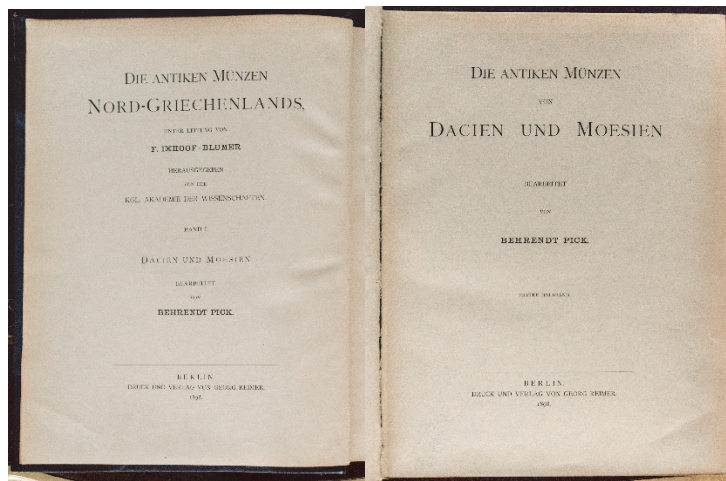 DIE ANTIKEN MÜNZEN
NORD-GRIECHENLANDS,
UNTER LEITUNG VON
F. IMHOOF-BLUMER
HERAUSGEGEBEN
VON DER
KGL. AKADEMIE DER WISSENSCHAFTEN
BAND I.
DACIEN UND MOESIEN
BEARBEITET
VON
BEHRENDT PICK.
BERLIN.
DRUCK UND VERLAG VON GEORG REIMER.
1898.
DIE ANTIKEN MÜNZEN
VON
DACIEN UND MOESIEN
BEARBEITET
VON
BEHRENDT PICK.
ERSTER HALBBAND.
BERLIN.
DRUCK UND VERLAG VON GEORG REIMER.
1898.